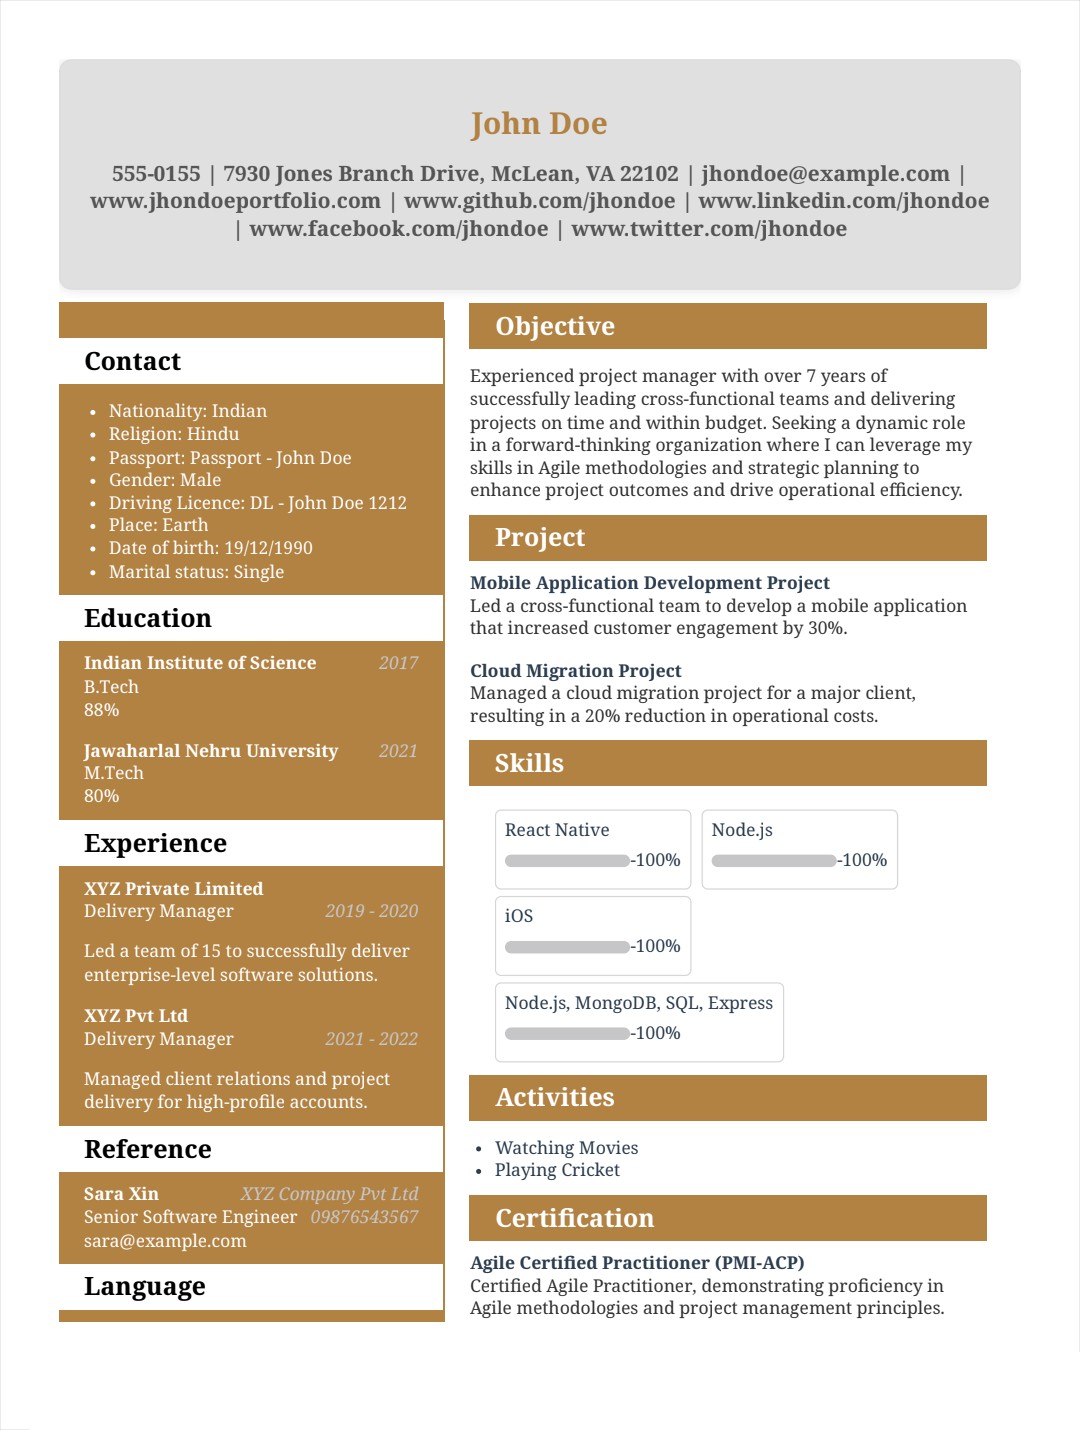 John Doe
555-0155 | 7930 Jones Branch Drive, McLean, VA 22102 | jhondoe@example.com |
www.jhondoeportfolio.com | www.github.com/jhondoe | www.linkedin.com/jhondoe
| www.facebook.com/jhondoe | www.twitter.com/jhondoe
Contact
• Nationality: Indian
• Religion: Hindu
• Passport: Passport - John Doe
• Gender: Male
• Driving Licence: DL - John Doe 1212
• Place: Earth
• Date of birth: 19/12/1990
• Marital status: Single
Education
Indian Institute of Science 2017
B.Tech
88%
Jawaharlal Nehru University 2021
M.Tech
80%
Experience
XYZ Private Limited
Delivery Manager 2019 - 2020
Led a team of 15 to successfully deliver
enterprise-level software solutions.
XYZ Pvt Ltd
Delivery Manager 2021 - 2022
Managed client relations and project
delivery for high-profile accounts.
Reference
Sara Xin XYZ Company Pvt Ltd
Senior Software Engineer 09876543567
sara@example.com
Language
Objective
Experienced project manager with over 7 years of
successfully leading cross-functional teams and delivering
projects on time and within budget. Seeking a dynamic role
in a forward-thinking organization where I can leverage my
skills in Agile methodologies and strategic planning to
enhance project outcomes and drive operational efficiency.
Project
Mobile Application Development Project
Led a cross-functional team to develop a mobile application
that increased customer engagement by 30%.
Cloud Migration Project
Managed a cloud migration project for a major client,
resulting in a 20% reduction in operational costs.
Skills
React Native
-100%
Node.js
-100%
iOS
-100%
Node.js, MongoDB, SQL, Express
-100%
Activities
• Watching Movies
• Playing Cricket
Certification
Agile Certified Practitioner (PMI-ACP)
Certified Agile Practitioner, demonstrating proficiency in
Agile methodologies and project management principles.